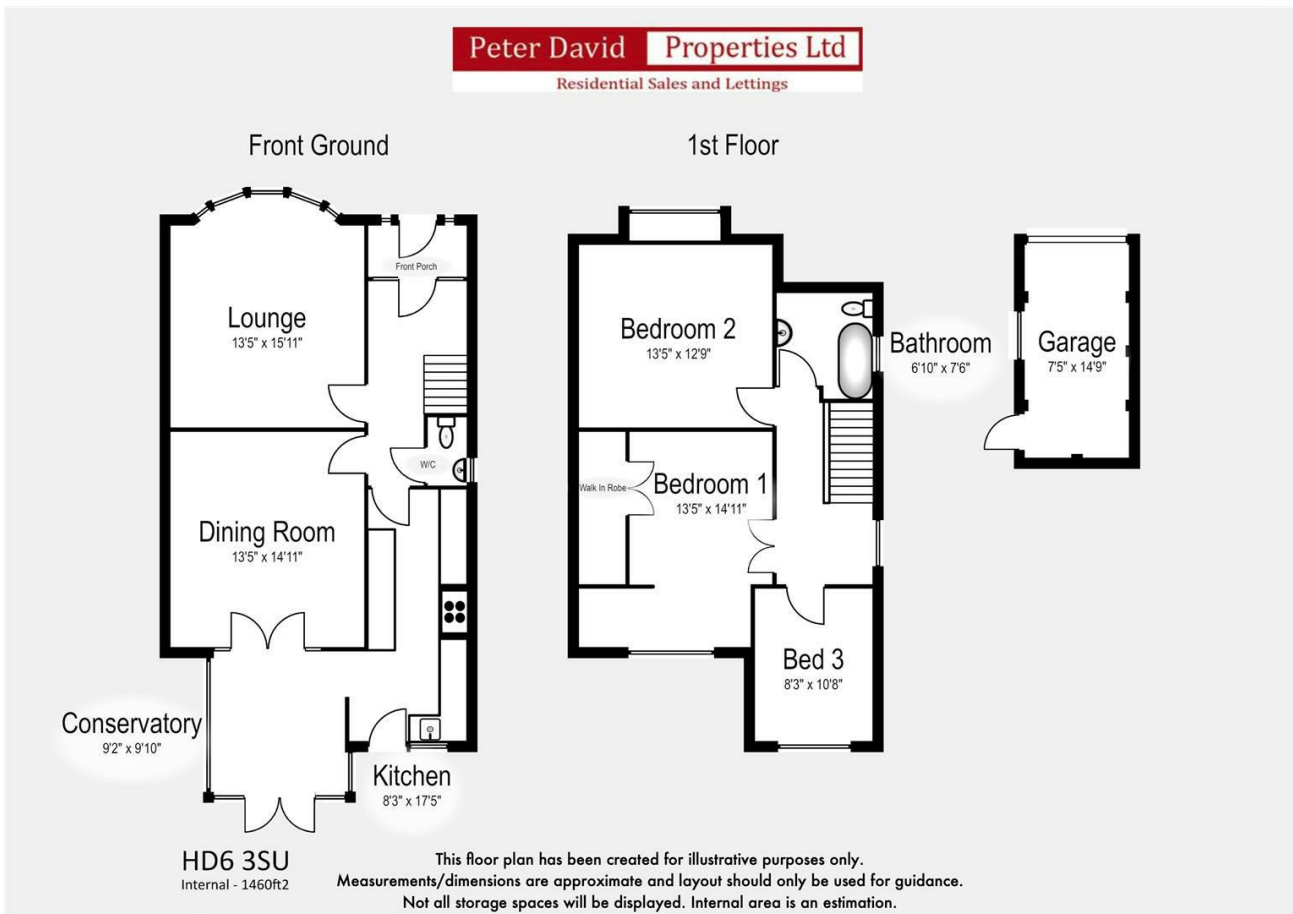 Peter David Properties Ltd
Residential Sales and Lettings
Front Ground
1st Floor
Front Porch
Lounge
13'5" x 15'11"
W/C
Dining Room
13'5" x 14'11"
Conservatory
9'2" x 9'10"
Kitchen
8'3" x 17'5"
Bedroom 2
13'5" x 12'9"
Bathroom
6'10" x 7'6"
Walk In Robe
Bedroom 1
13'5" x 14'11"
Bed 3
8'3" x 10'8"
Garage
7'5" x 14'9"
HD6 3SU
Internal - 1460ft2
This floor plan has been created for illustrative purposes only.
Measurements/dimensions are approximate and layout should only be used for guidance.
Not all storage spaces will be displayed. Internal area is an estimation.